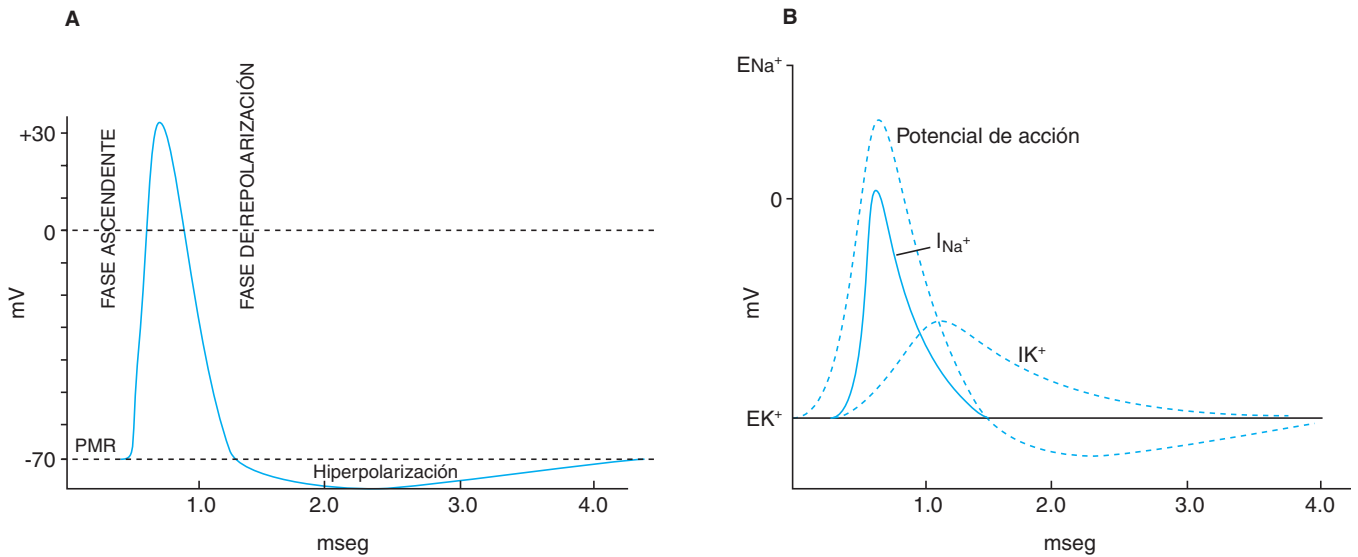 A
FASE ASCENDENTE
FASE DE REPOLARIZACIÓN
+30
0
mV
PMR
-70
Hiperpolarización
1.0 2.0 3.0 4.0
mseg
B
ENa+
Potencial de acción
0
INa+
mV
IK+
EK+
1.0 2.0 3.0 4.0
mseg